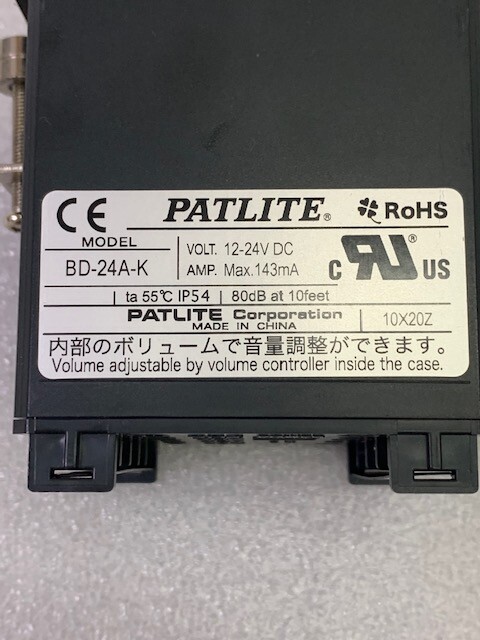 CE PATLITE® RoHS
MODEL
BD-24A-K
VOLT. 12-24V DC
AMP. Max.143mA
C RU US
ta 55℃ IP54 | 80dB at 10feet
PATLITE Corporation
MADE IN CHINA
10X20Z
内部のボリュームで音量調整ができます。
Volume adjustable by volume controller inside the case.